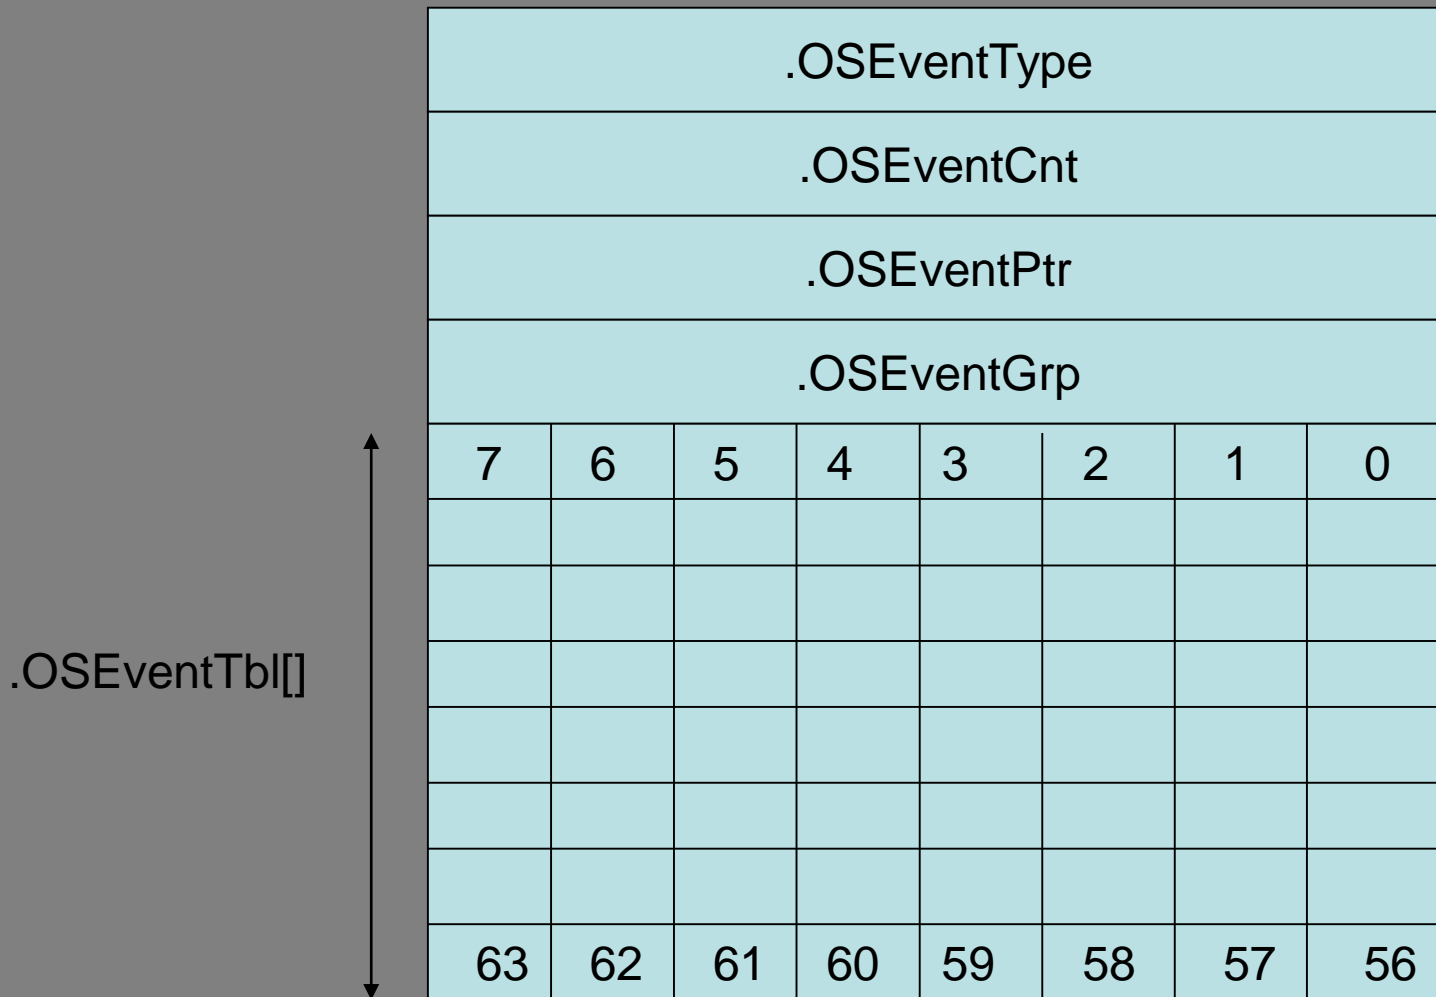 .OSEventType
.OSEventCnt
.OSEventPtr
.OSEventGrp
7 6 5 4 3 2 1 0
.OSEventTbl[]
63 62 61 60 59 58 57 56